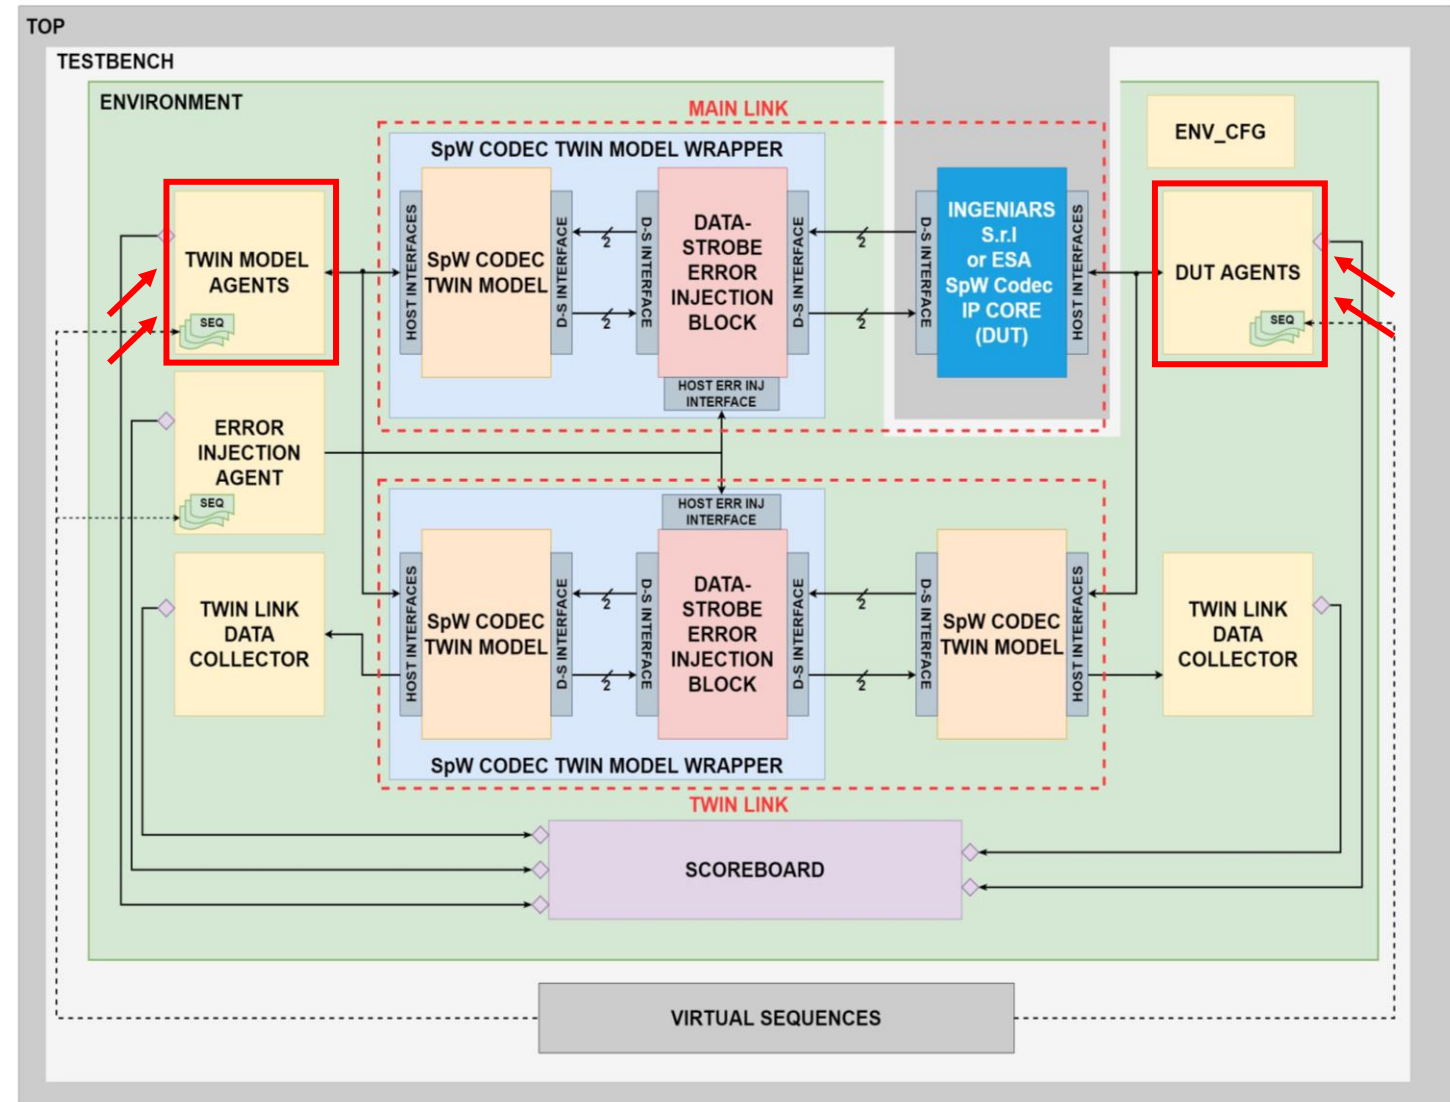 TOP
TESTBENCH
ENVIRONMENT
MAIN LINK
ENV_CFG
SpW CODEC TWIN MODEL WRAPPER
TWIN MODEL
AGENTS
SEQ
HOST INTERFACES
SpW CODEC
TWIN MODEL
D-S INTERFACE
2
2
D-S INTERFACE
DATA-
STROBE
ERROR
INJECTION
BLOCK
HOST ERR INJ
INTERFACE
D-S INTERFACE
2
2
D-S INTERFACE
INGENIARS
S.r.l
or ESA
SpW Codec
IP CORE
(DUT)
HOST INTERFACES
DUT AGENTS
SEQ
ERROR
INJECTION
AGENT
SEQ
HOST ERR INJ
INTERFACE
TWIN LINK
DATA
COLLECTOR
HOST INTERFACES
SpW CODEC
TWIN MODEL
D-S INTERFACE
2
2
D-S INTERFACE
DATA-
STROBE
ERROR
INJECTION
BLOCK
D-S INTERFACE
2
2
D-S INTERFACE
SpW CODEC
TWIN MODEL
HOST INTERFACES
TWIN LINK
DATA
COLLECTOR
SpW CODEC TWIN MODEL WRAPPER
TWIN LINK
SCOREBOARD
VIRTUAL SEQUENCES